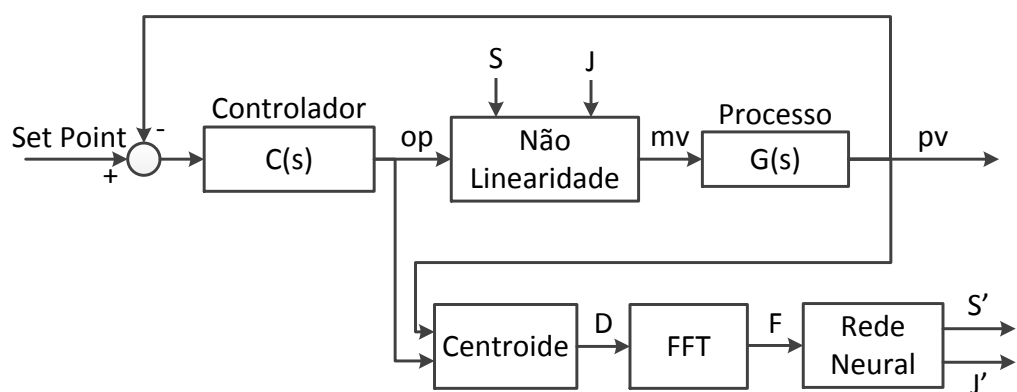 S
J
Controlador
Processo
Set Point
-
+
C(s)
op
Não
Linearidade
mv
G(s)
pv
Centroide
D
FFT
F
Rede
Neural
S’
J’